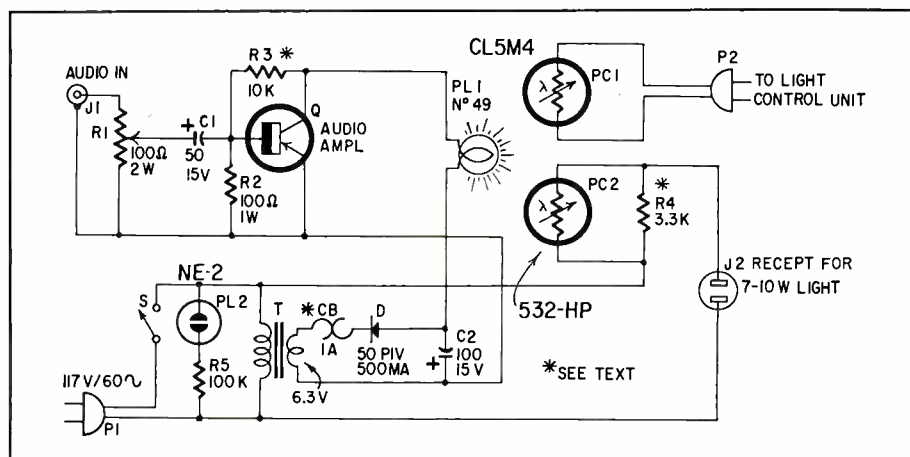 CL5M4
P2
TO LIGHT
CONTROL UNIT
PC1
λ
AUDIO IN
J1
R1
100Ω
2W
+ C1
50
15V
R3 *
10K
Q
AUDIO
AMPL
R2
100Ω
1W
PL1
Nº 49
PC2
λ
*
R4
3.3K
532-HP
J2 RECEPT FOR
7-10W LIGHT
NE-2
S
PL2
R5
100K
T
*CB
1A
D
50 PIV
500MA
6.3V
C2
+ 100
15V
*SEE TEXT
117V/60~
P1